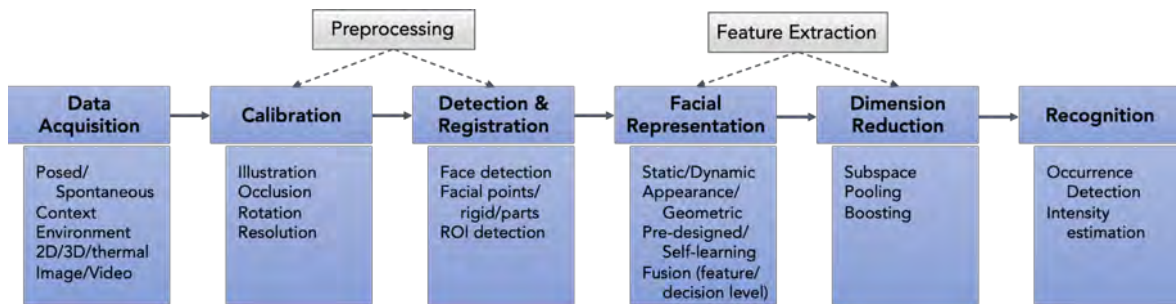 Preprocessing
Feature Extraction
Data
Acquisition
Calibration
Detection &
Registration
Facial
Representation
Dimension
Reduction
Recognition
Posed/
Spontaneous
Context
Environment
2D/3D/thermal
Image/Video
Illustration
Occlusion
Rotation
Resolution
Face detection
Facial points/
rigid/parts
ROI detection
Static/Dynamic
Appearance/
Geometric
Pre-designed/
Self-learning
Fusion (feature/
decision level)
Subspace
Pooling
Boosting
Occurrence
Detection
Intensity
estimation